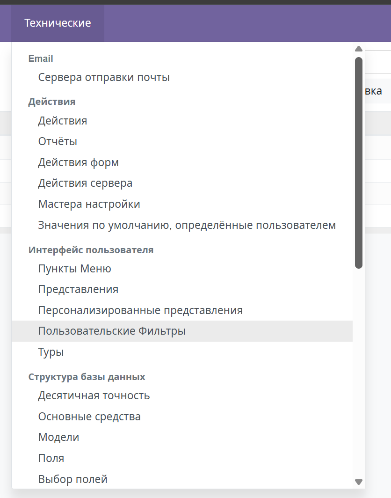 Технические
Email
Сервера отправки почты
вка
Действия
Действия
Отчёты
Действия форм
Действия сервера
Мастера настройки
Значения по умолчанию, определённые пользователем
Интерфейс пользователя
Пункты Меню
Представления
Персонализированные представления
Пользовательские Фильтры
Туры
Структура базы данных
Десятичная точность
Основные средства
Модели
Поля
Выбор полей